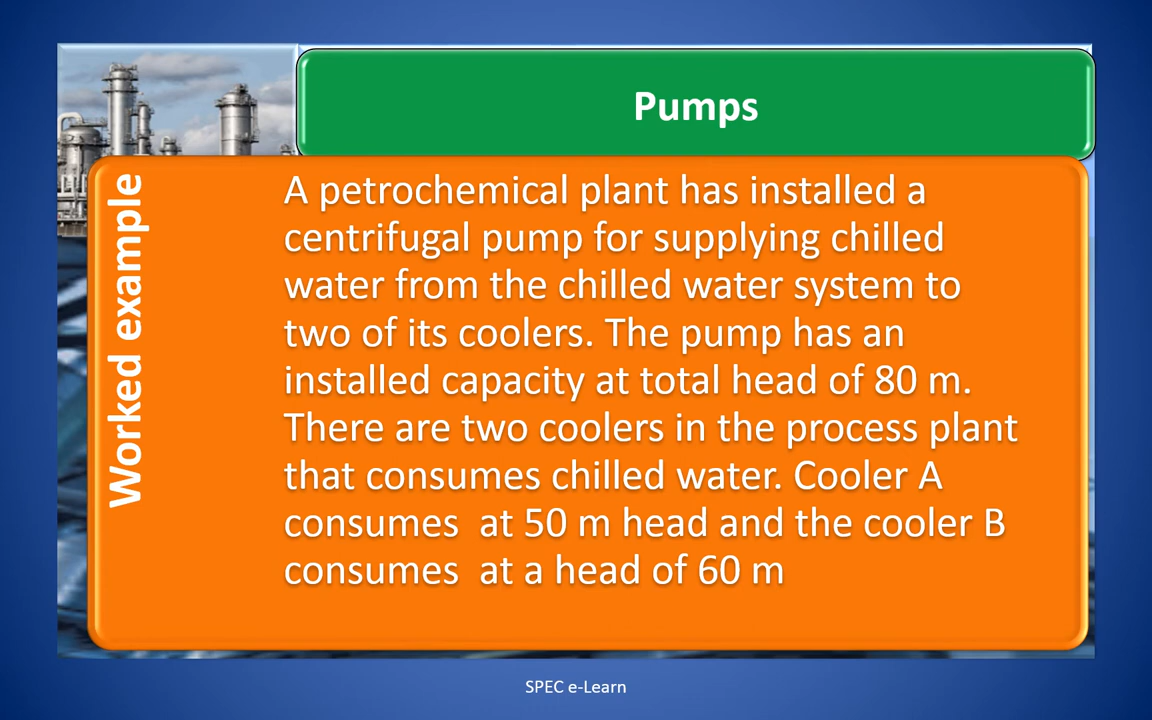 Pumps
Worked example
A petrochemical plant has installed a
centrifugal pump for supplying chilled
water from the chilled water system to
two of its coolers. The pump has an
installed capacity at total head of 80 m.
There are two coolers in the process plant
that consumes chilled water. Cooler A
consumes  at 50 m head and the cooler B
consumes  at a head of 60 m
SPEC e-Learn